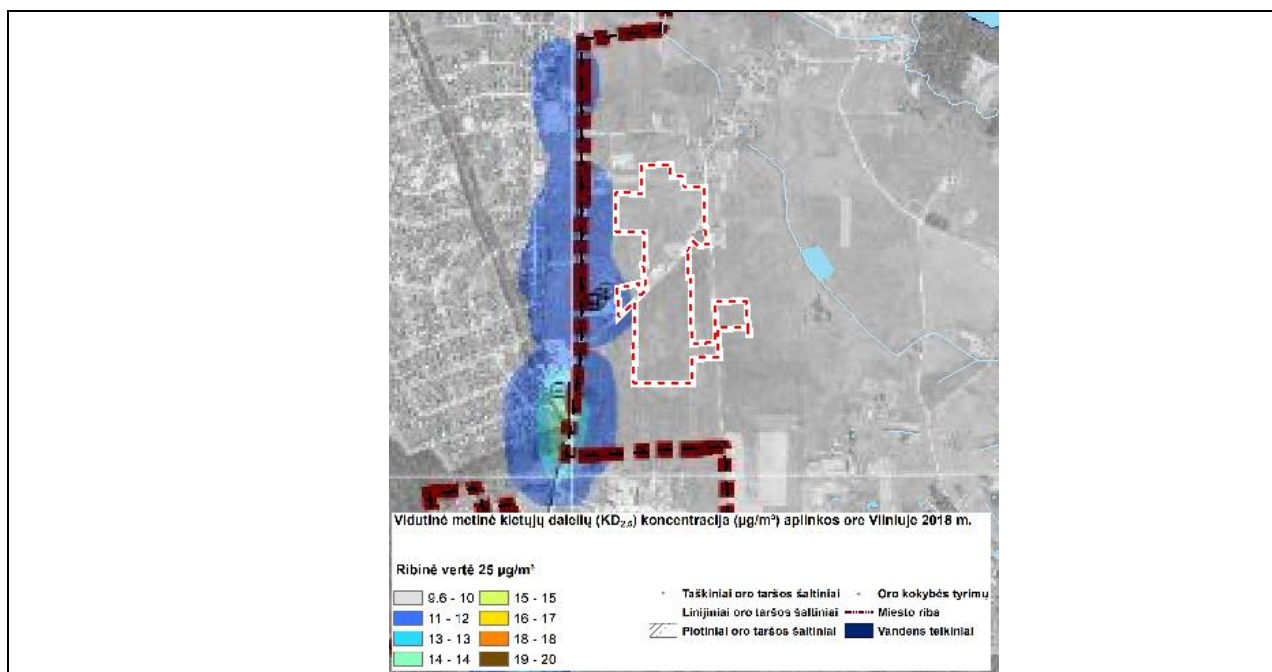 Vidutinė metinė kietųjų dalelių (KD2,5) koncentracija (µg/m³) aplinkos ore Vilniuje 2018 m.
Ribinė vertė 25 µg/m³
9.6 - 10
11 - 12
13 - 13
14 - 14
15 - 15
16 - 17
18 - 18
19 - 20
Taškiniai oro taršos šaltiniai
Linijiniai oro taršos šaltiniai
Plotiniai oro taršos šaltiniai
Oro kokybės tyrimų
Miesto riba
Vandens telkiniai